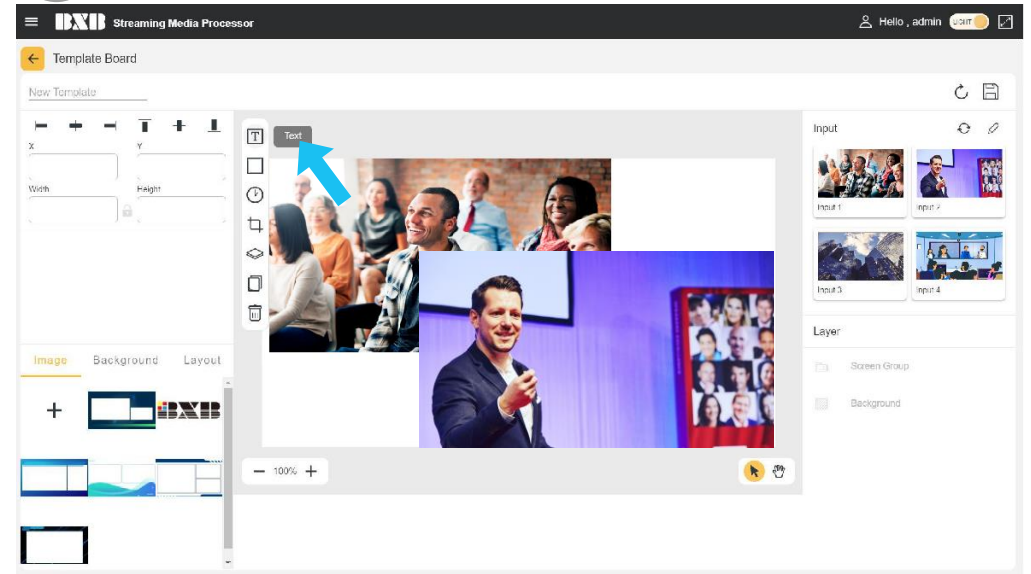 BXB Streaming Media Processor
Hello , admin
LIGHT
Template Board
New Template
T
Text
X
Y
Width
Height
Image
Background
Layout
+
BXB
100%
Input
Input 1
Input 2
Input 3
Input 4
Layer
Screen Group
Background